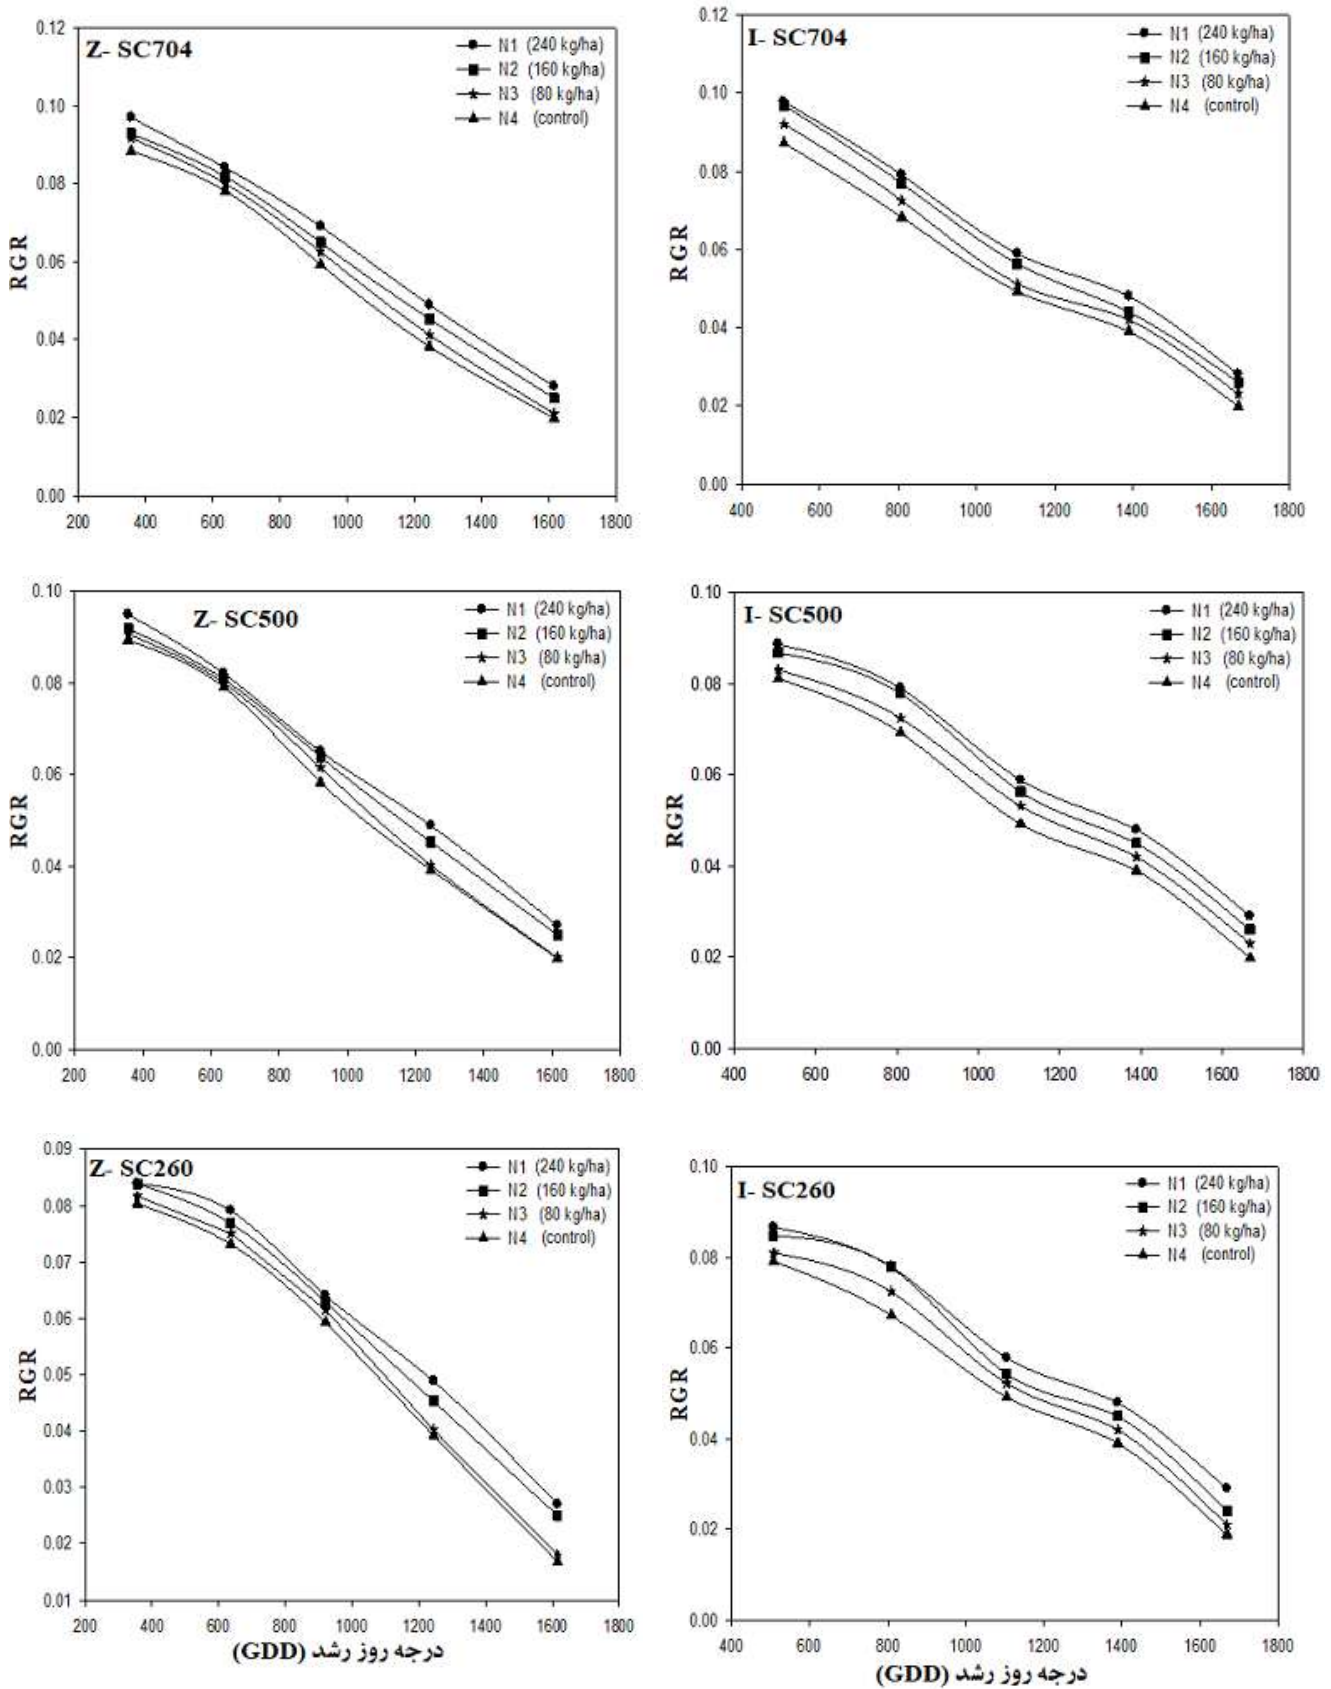 Z- SC704
N1 (240 kg/ha)
N2 (160 kg/ha)
N3 (80 kg/ha)
N4 (control)
RGR
0.12
0.10
0.08
0.06
0.04
0.02
0.00
200 400 600 800 1000 1200 1400 1600 1800
I- SC704
N1 (240 kg/ha)
N2 (160 kg/ha)
N3 (80 kg/ha)
N4 (control)
RGR
0.12
0.10
0.08
0.06
0.04
0.02
0.00
400 600 800 1000 1200 1400 1600 1800
Z- SC500
N1 (240 kg/ha)
N2 (160 kg/ha)
N3 (80 kg/ha)
N4 (control)
RGR
0.10
0.08
0.06
0.04
0.02
0.00
200 400 600 800 1000 1200 1400 1600 1800
I- SC500
N1 (240 kg/ha)
N2 (160 kg/ha)
N3 (80 kg/ha)
N4 (control)
RGR
0.10
0.08
0.06
0.04
0.02
0.00
400 600 800 1000 1200 1400 1600 1800
Z- SC260
N1 (240 kg/ha)
N2 (160 kg/ha)
N3 (80 kg/ha)
N4 (control)
RGR
0.09
0.08
0.07
0.06
0.05
0.04
0.03
0.02
0.01
200 400 600 800 1000 1200 1400 1600 1800
درجه روز رشد (GDD)
I- SC260
N1 (240 kg/ha)
N2 (160 kg/ha)
N3 (80 kg/ha)
N4 (control)
RGR
0.10
0.08
0.06
0.04
0.02
0.00
400 600 800 1000 1200 1400 1600 1800
درجه روز رشد (GDD)